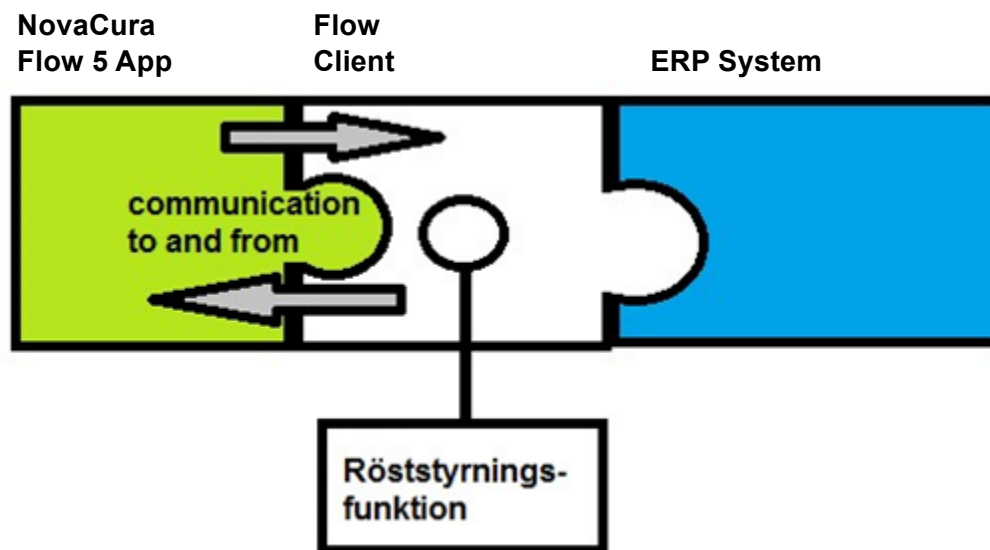 NovaCura
Flow 5 App
Flow
Client
ERP System
communication
to and from
Röststyrnings-
funktion